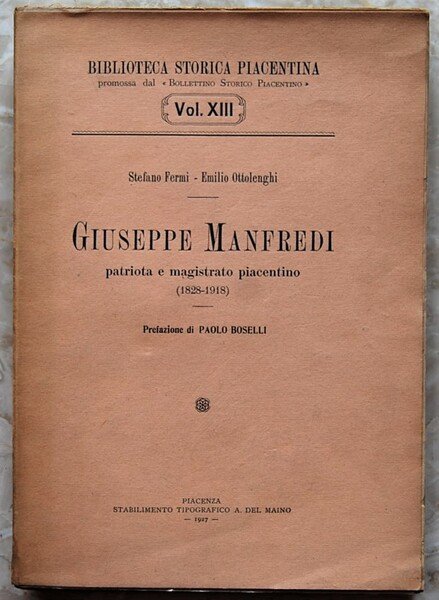 BIBLIOTECA STORICA PIACENTINA
promossa dal « BOLLETTINO STORICO PIACENTINO »
Vol. XIII
Stefano Fermi - Emilio Ottolenghi
GIUSEPPE MANFREDI
patriota e magistrato piacentino
(1828-1918)
Prefazione di PAOLO BOSELLI
PIACENZA
STABILIMENTO TIPOGRAFICO A. DEL MAINO
— 1927 —